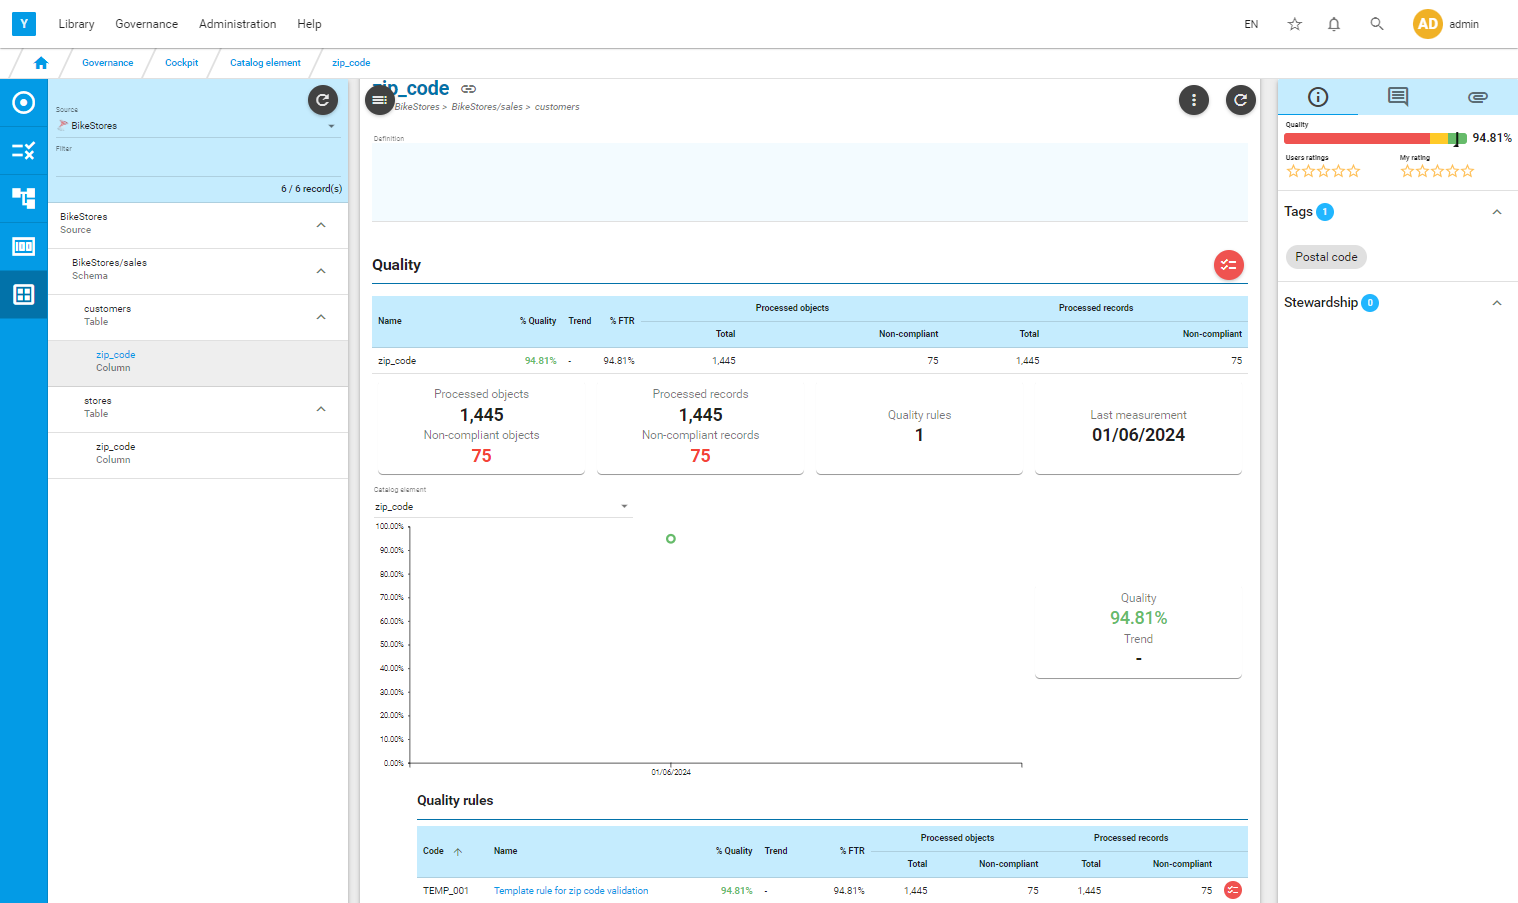 Y Library Governance Administration Help EN AD admin
Governance Cockpit Catalog element zip_code
Source
BikeStores
Filter
6 / 6 record(s)
BikeStores
Source
BikeStores/sales
Schema
customers
Table
zip_code
Column
stores
Table
zip_code
Column
zip_code
BikeStores > BikeStores/sales > customers
Definition
Quality
Processed objects Processed records
Name % Quality Trend % FTR
Total Non-compliant Total Non-compliant
zip_code 94.81% - 94.81% 1,445 75 1,445 75
Processed objects
1,445
Non-compliant objects
75
Processed records
1,445
Non-compliant records
75
Quality rules
1
Last measurement
01/06/2024
Catalog element
zip_code
100.00%
90.00%
80.00%
70.00%
60.00%
50.00%
40.00%
30.00%
20.00%
10.00%
0.00%
01/06/2024
Quality
94.81%
Trend
-
Quality rules
Processed objects Processed records
Code Name % Quality Trend % FTR
Total Non-compliant Total Non-compliant
TEMP_001 Template rule for zip code validation 94.81% - 94.81% 1,445 75 1,445 75
Quality
94.81%
Users ratings My rating
Tags 1
Postal code
Stewardship 0